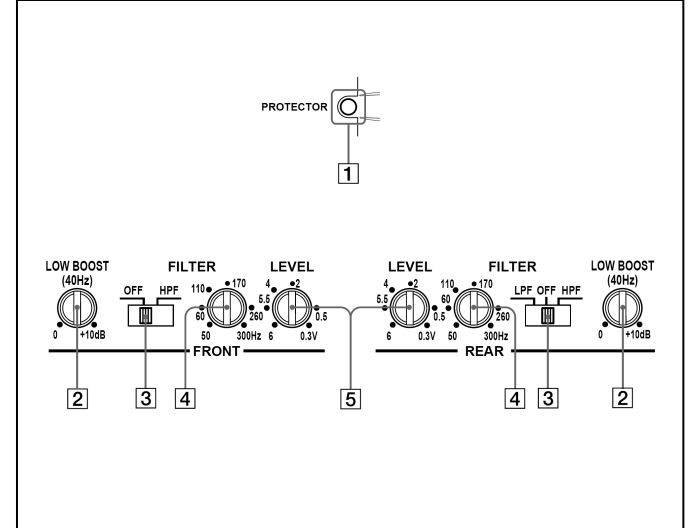 PROTECTOR
1
LOW BOOST
(40Hz)
0 +10dB
OFF HPF
FILTER
50 60 110 170 260 300Hz
LEVEL
6 5.5 4 2 0.5 0.3V
FRONT
LEVEL
6 5.5 4 2 0.5 0.3V
FILTER
50 60 110 170 260 300Hz
LPF OFF HPF
LOW BOOST
(40Hz)
0 +10dB
REAR
2 3 4 5 4 3 2